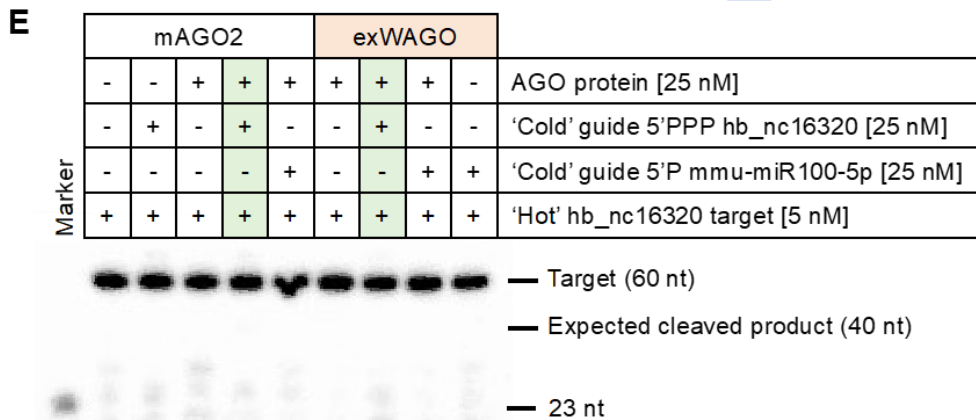 E
mAGO2 exWAGO
- - + + + + + + - AGO protein [25 nM]
- + - + - - + - - ‘Cold’ guide 5'PPP hb_nc16320 [25 nM]
- - - - + - - + + ‘Cold’ guide 5'P mmu-miR100-5p [25 nM]
+ + + + + + + + + ‘Hot’ hb_nc16320 target [5 nM]
Marker
Target (60 nt)
Expected cleaved product (40 nt)
23 nt